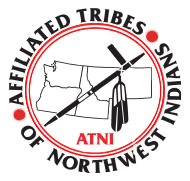 AFFILIATED TRIBES
OF NORTHWEST INDIANS
ATNI